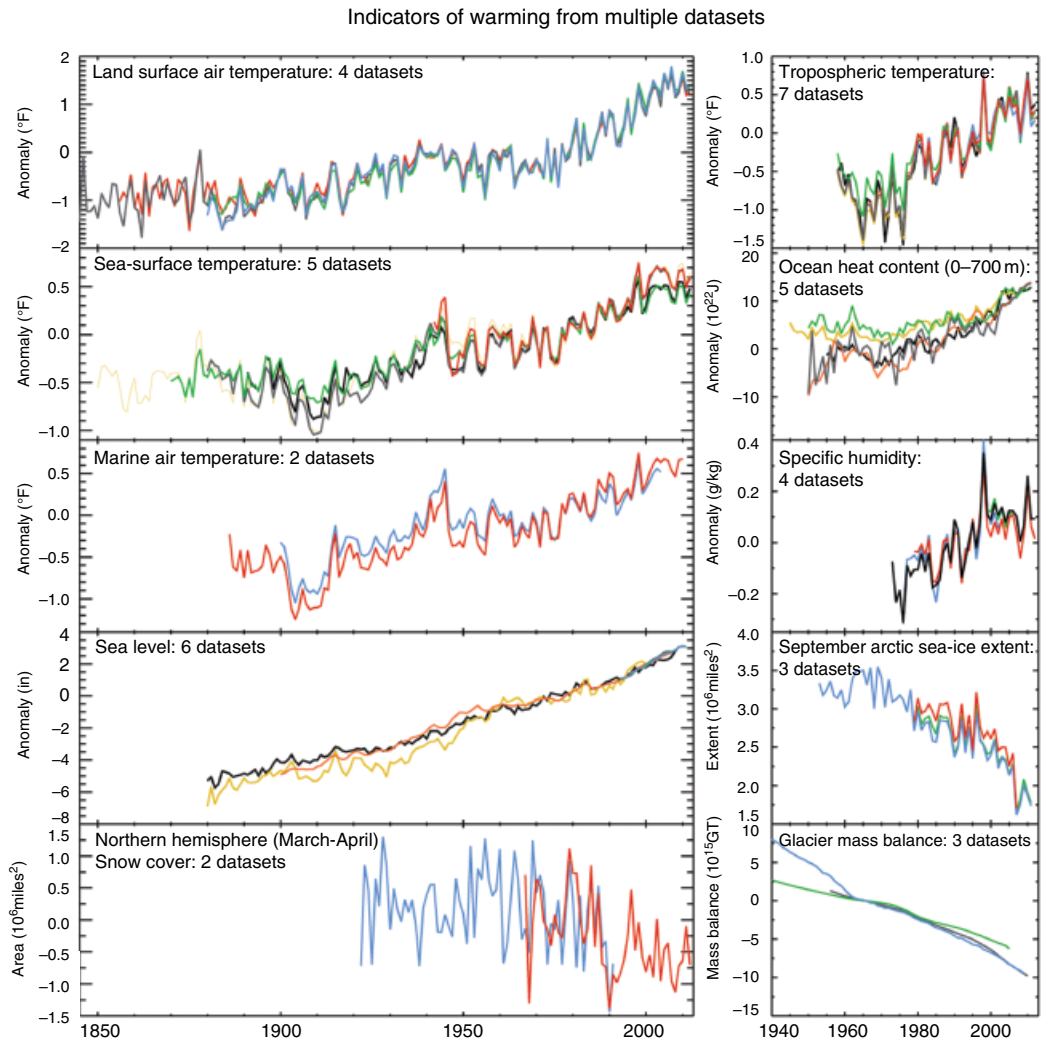 Indicators of warming from multiple datasets
Land surface air temperature: 4 datasets
Anomaly (°F)
2
1
0
−1
−2
Sea-surface temperature: 5 datasets
Anomaly (°F)
0.5
0.0
−0.5
−1.0
Marine air temperature: 2 datasets
Anomaly (°F)
0.5
0.0
−0.5
−1.0
Sea level: 6 datasets
Anomaly (in)
4
2
0
−2
−4
−6
−8
Northern hemisphere (March-April)
Snow cover: 2 datasets
Area (10⁶miles²)
1.5
1.0
0.5
0.0
−0.5
−1.0
−1.5
1850 1900 1950 2000
Tropospheric temperature:
7 datasets
Anomaly (°F)
1.0
0.5
0.0
−0.5
−1.0
−1.5
Ocean heat content (0–700 m):
5 datasets
Anomaly (10²²J)
20
10
0
−10
Specific humidity:
4 datasets
Anomaly (g/kg)
0.4
0.2
0.0
−0.2
September arctic sea-ice extent:
3 datasets
Extent (10⁶miles²)
4.0
3.5
3.0
2.5
2.0
1.5
Glacier mass balance: 3 datasets
Mass balance (10¹⁵GT)
10
5
0
−5
−10
−15
1940 1960 1980 2000